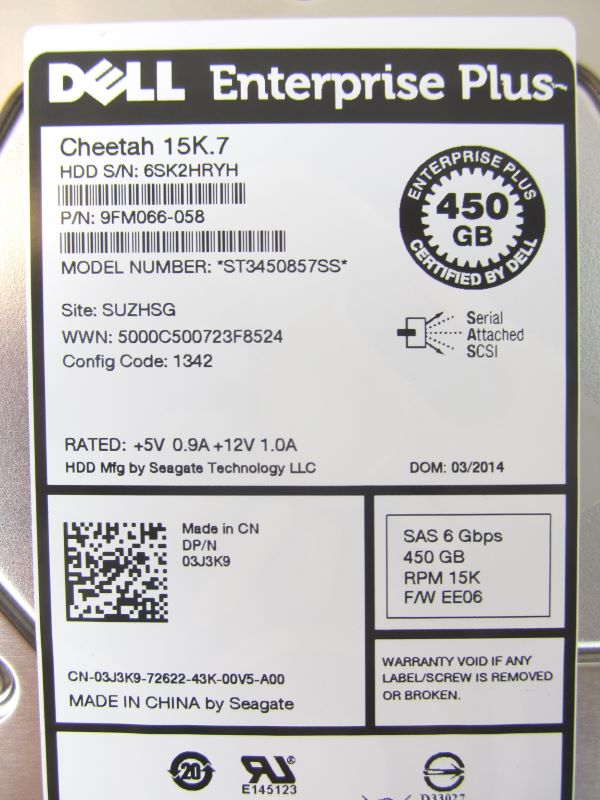 DELL Enterprise Plus™
Cheetah 15K.7
HDD S/N: 6SK2HRYH
P/N: 9FM066-058
MODEL NUMBER: *ST3450857SS*
ENTERPRISE PLUS
450
GB
CERTIFIED BY DELL
Site: SUZHSG
WWN: 5000C500723F8524
Config Code: 1342
Serial
Attached
SCSI
RATED: +5V 0.9A +12V 1.0A
HDD Mfg by Seagate Technology LLC
DOM: 03/2014
Made in CN
DP/N
03J3K9
CN-03J3K9-72622-43K-00V5-A00
MADE IN CHINA by Seagate
SAS 6 Gbps
450 GB
RPM 15K
F/W EE06
WARRANTY VOID IF ANY
LABEL/SCREW IS REMOVED
OR BROKEN.
20
RU®
E145123
D33027